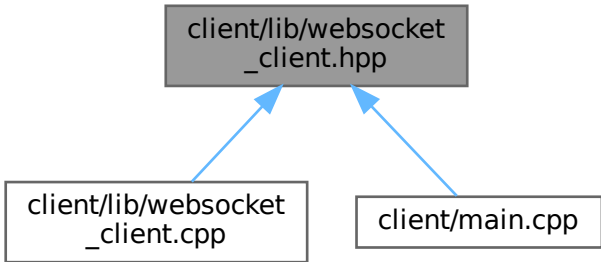 client/lib/websocket
_client.hpp
client/lib/websocket
_client.cpp
client/main.cpp